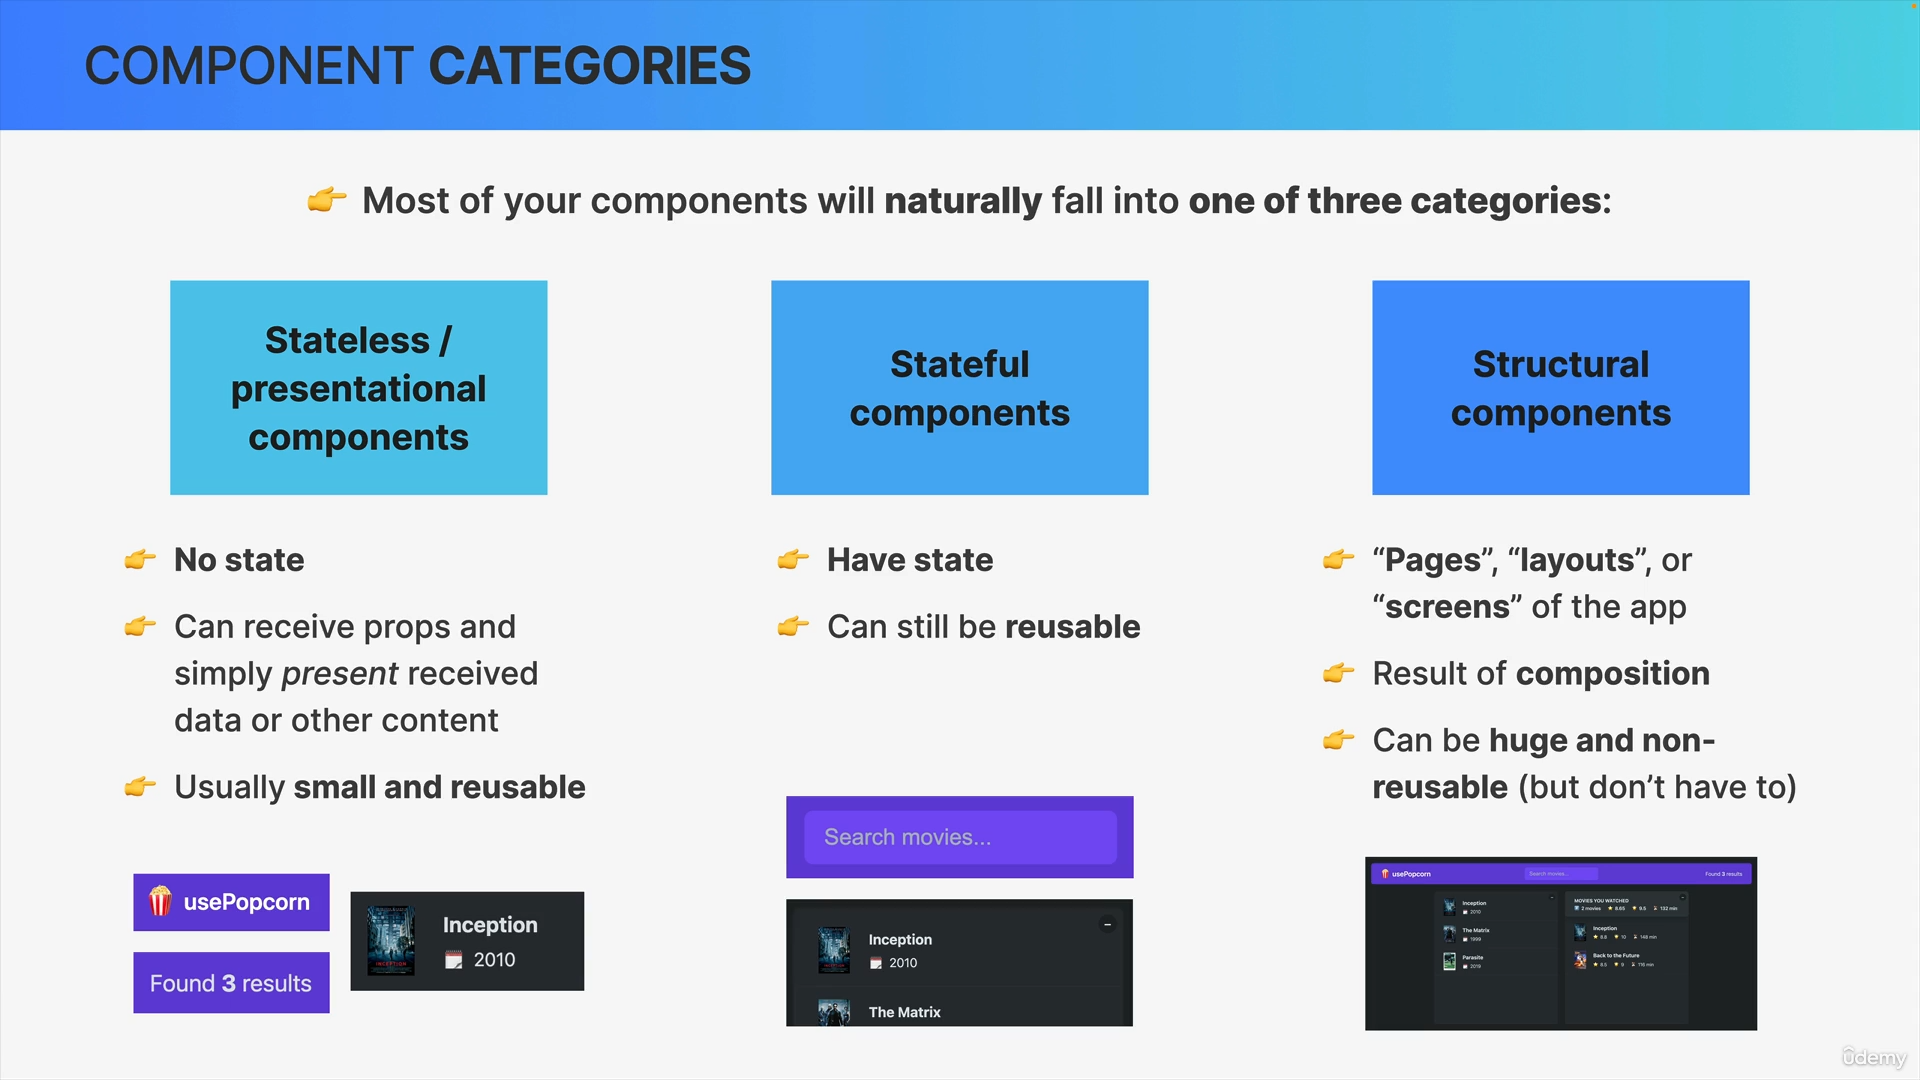 COMPONENT CATEGORIES
Most of your components will naturally fall into one of three categories:
Stateless /
presentational
components
No state
Can receive props and
simply present received
data or other content
Usually small and reusable
usePopcorn
Found 3 results
INCEPTION
Inception
2010
Stateful
components
Have state
Can still be reusable
Search movies...
Inception
2010
The Matrix
Structural
components
“Pages”, “layouts”, or
“screens” of the app
Result of composition
Can be huge and non-
reusable (but don’t have to)
usePopcorn
Search movies...
Found 3 results
Inception
2010
The Matrix
1999
Parasite
2019
MOVIES YOU WATCHED
2 movies 8.65 9.5 132 min
Inception
8.8 10 148 min
Back to the Future
8.5 9 116 min
ûdemy